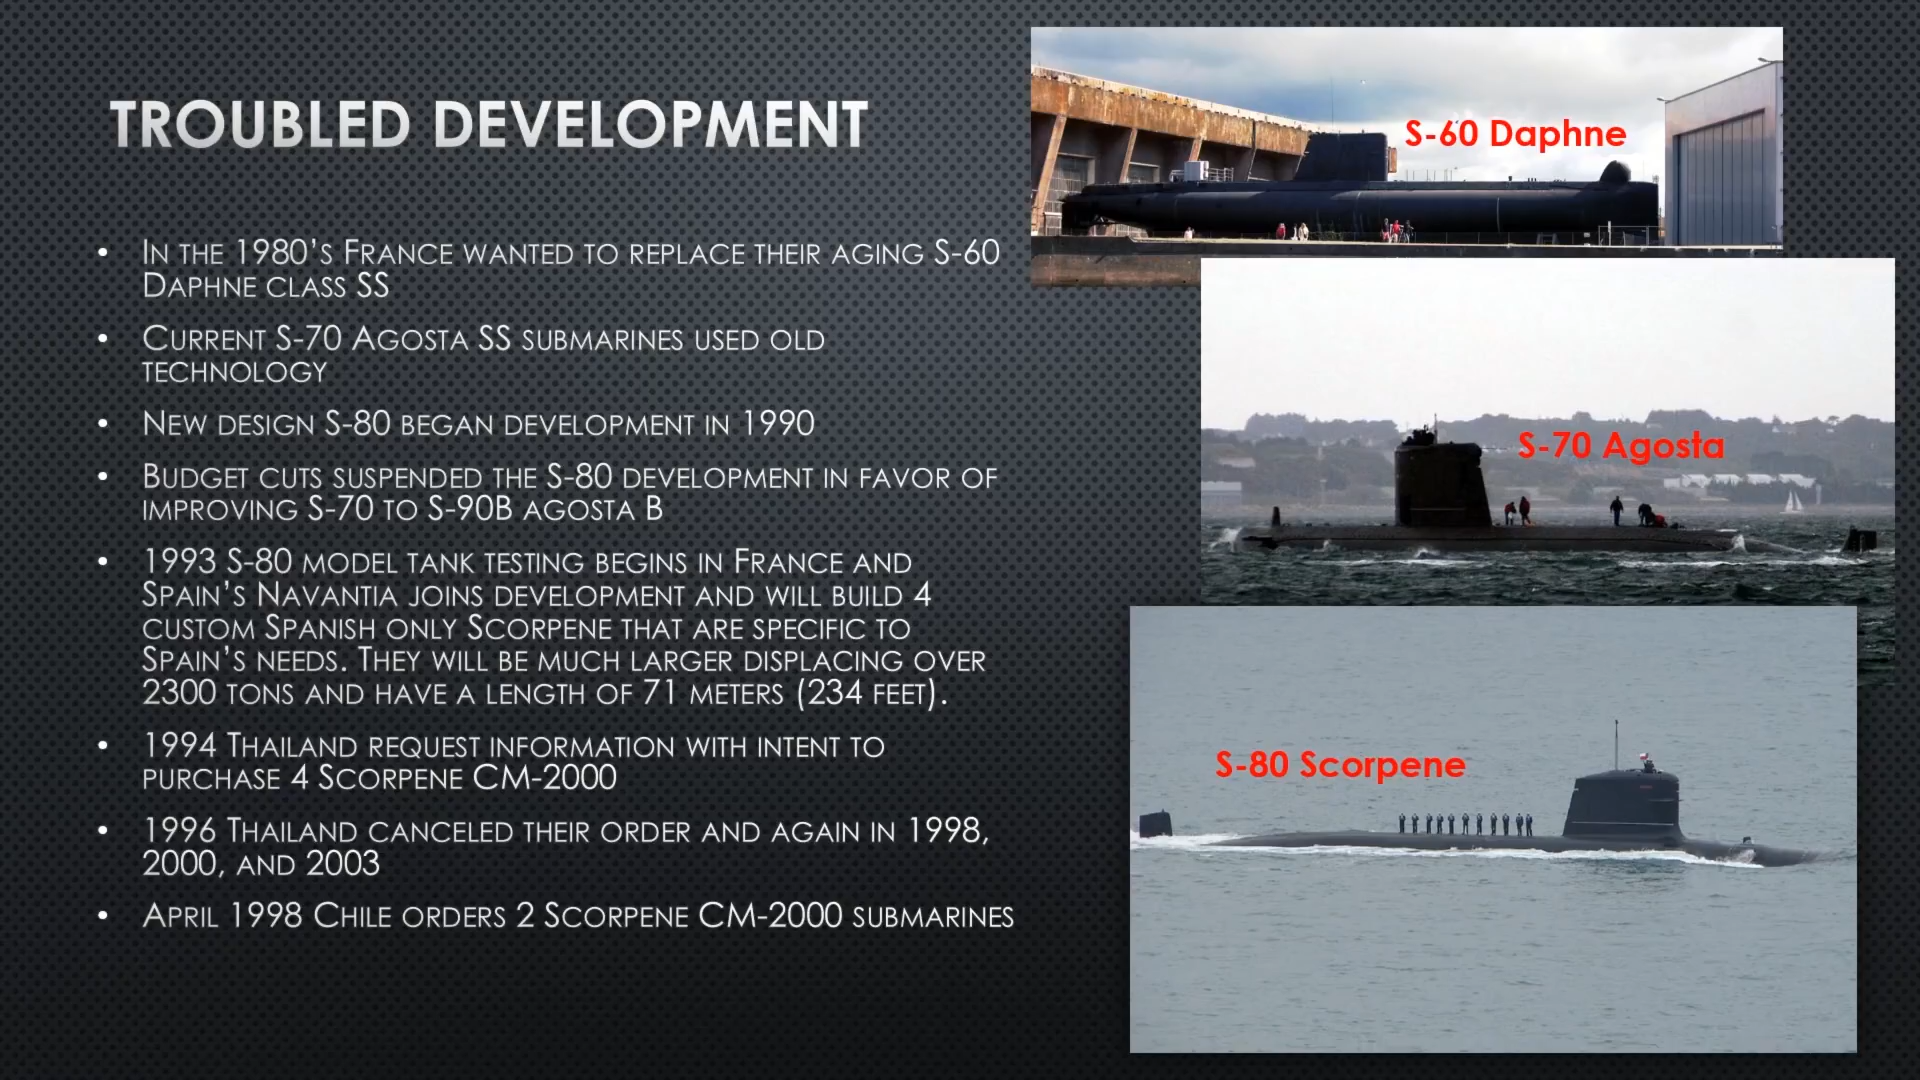 TROUBLED DEVELOPMENT
• IN THE 1980'S FRANCE WANTED TO REPLACE THEIR AGING S-60
DAPHNE CLASS SS
• CURRENT S-70 AGOSTA SS SUBMARINES USED OLD
TECHNOLOGY
• NEW DESIGN S-80 BEGAN DEVELOPMENT IN 1990
• BUDGET CUTS SUSPENDED THE S-80 DEVELOPMENT IN FAVOR OF
IMPROVING S-70 TO S-90B AGOSTA B
• 1993 S-80 MODEL TANK TESTING BEGINS IN FRANCE AND
SPAIN'S NAVANTIA JOINS DEVELOPMENT AND WILL BUILD 4
CUSTOM SPANISH ONLY SCORPENE THAT ARE SPECIFIC TO
SPAIN'S NEEDS. THEY WILL BE MUCH LARGER DISPLACING OVER
2300 TONS AND HAVE A LENGTH OF 71 METERS (234 FEET).
• 1994 THAILAND REQUEST INFORMATION WITH INTENT TO
PURCHASE 4 SCORPENE CM-2000
• 1996 THAILAND CANCELED THEIR ORDER AND AGAIN IN 1998,
2000, AND 2003
• APRIL 1998 CHILE ORDERS 2 SCORPENE CM-2000 SUBMARINES
S-60 Daphne
S-70 Agosta
S-80 Scorpene